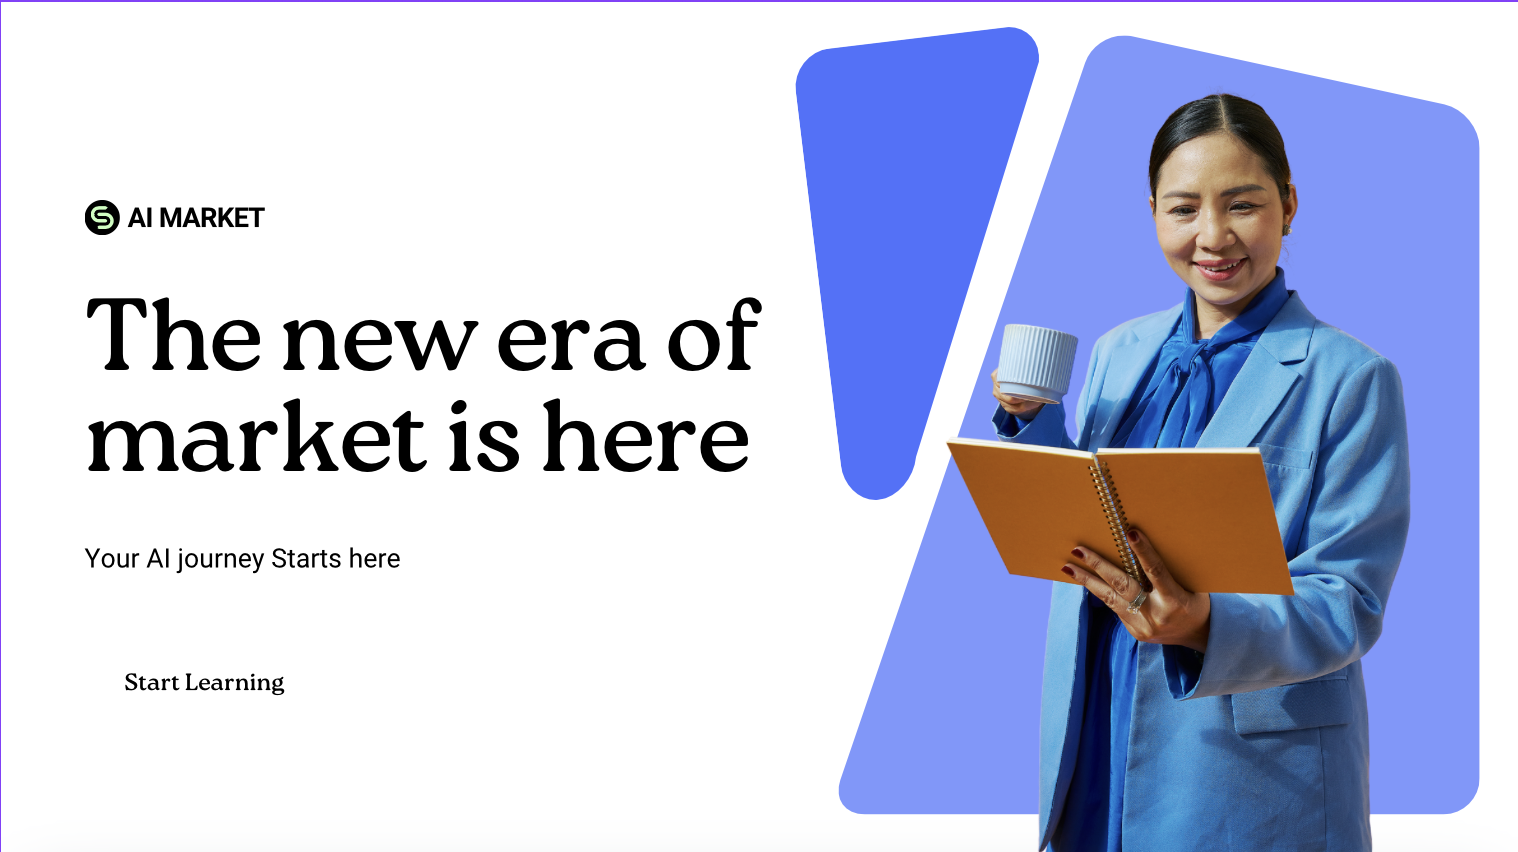 AI MARKET
The new era of
market is here
Your AI journey Starts here
Start Learning